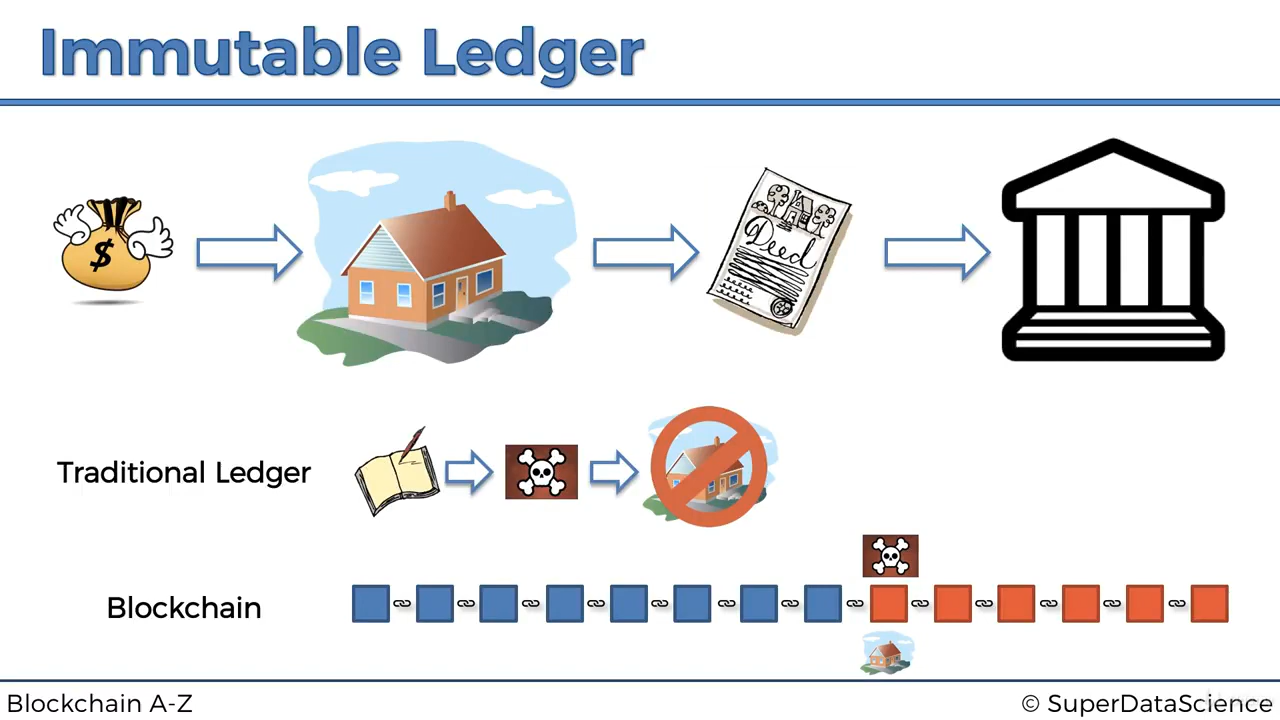 Immutable Ledger
$
Deed
Traditional Ledger
Blockchain
Blockchain A-Z
© SuperDataScience